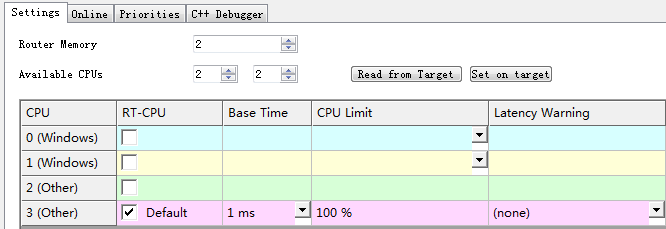 Settings Online Priorities C++ Debugger
Router Memory 2
Available CPUs 2 2 Read from Target Set on target
CPU RT-CPU Base Time CPU Limit Latency Warning
0 (Windows)
1 (Windows)
2 (Other)
3 (Other) Default 1 ms 100 % (none)